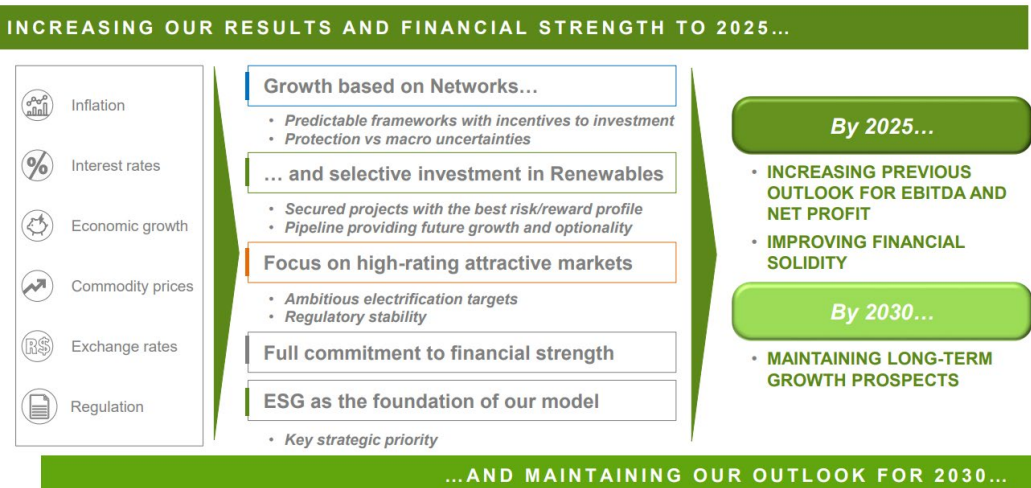 INCREASING OUR RESULTS AND FINANCIAL STRENGTH TO 2025…
Inflation
% Interest rates
Economic growth
Commodity prices
R$ Exchange rates
Regulation
Growth based on Networks…
• Predictable frameworks with incentives to investment
• Protection vs macro uncertainties
… and selective investment in Renewables
• Secured projects with the best risk/reward profile
• Pipeline providing future growth and optionality
Focus on high-rating attractive markets
• Ambitious electrification targets
• Regulatory stability
Full commitment to financial strength
ESG as the foundation of our model
• Key strategic priority
By 2025…
• INCREASING PREVIOUS
OUTLOOK FOR EBITDA AND
NET PROFIT
• IMPROVING FINANCIAL
SOLIDITY
By 2030…
• MAINTAINING LONG-TERM
GROWTH PROSPECTS
…AND MAINTAINING OUR OUTLOOK FOR 2030…